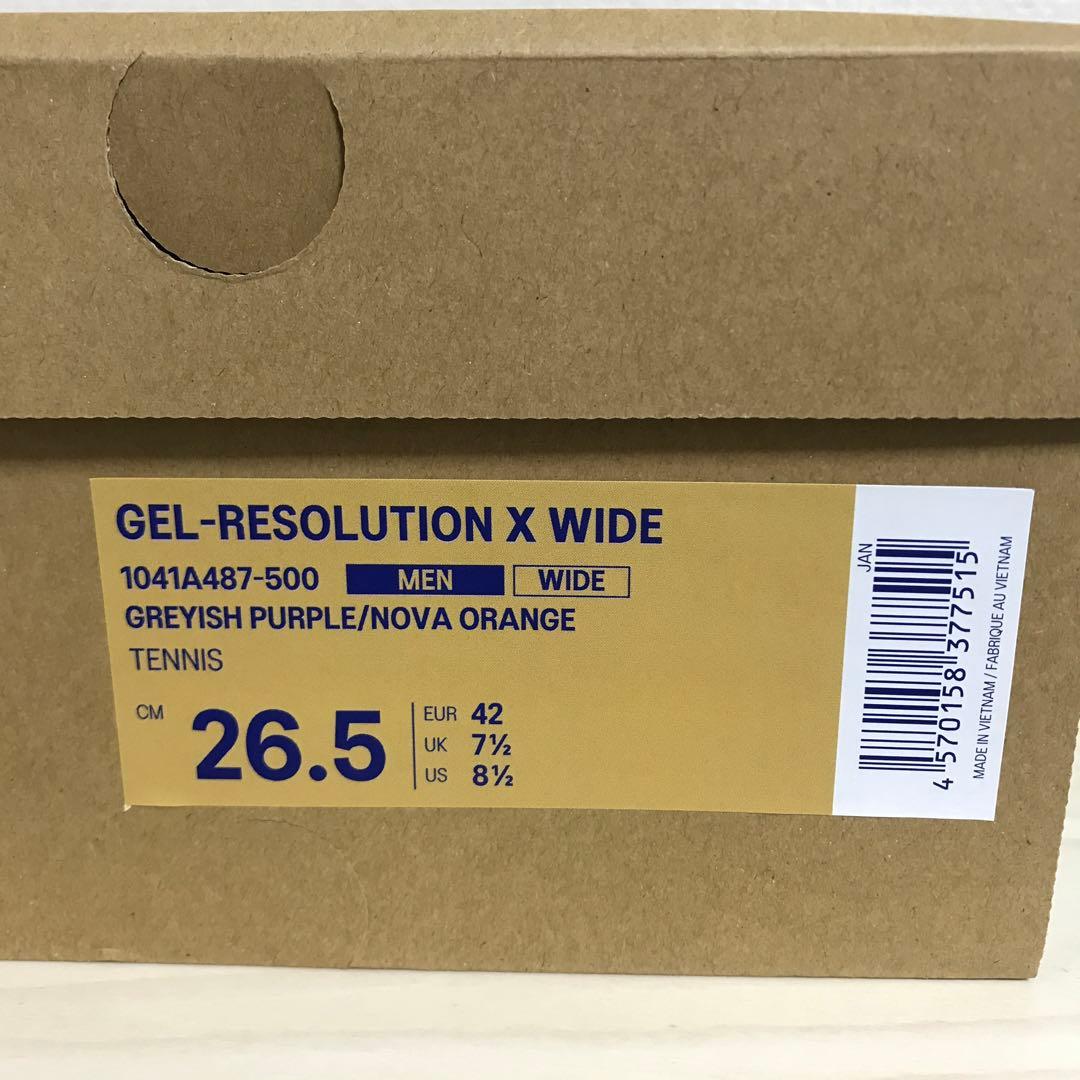 GEL-RESOLUTION X WIDE
1041A487-500 MEN WIDE
GREYISH PURPLE/NOVA ORANGE
TENNIS
CM 26.5
EUR 42
UK 7½
US 8½
JAN
4 570158 377515
MADE IN VIETNAM / FABRIQUE AU VIETNAM